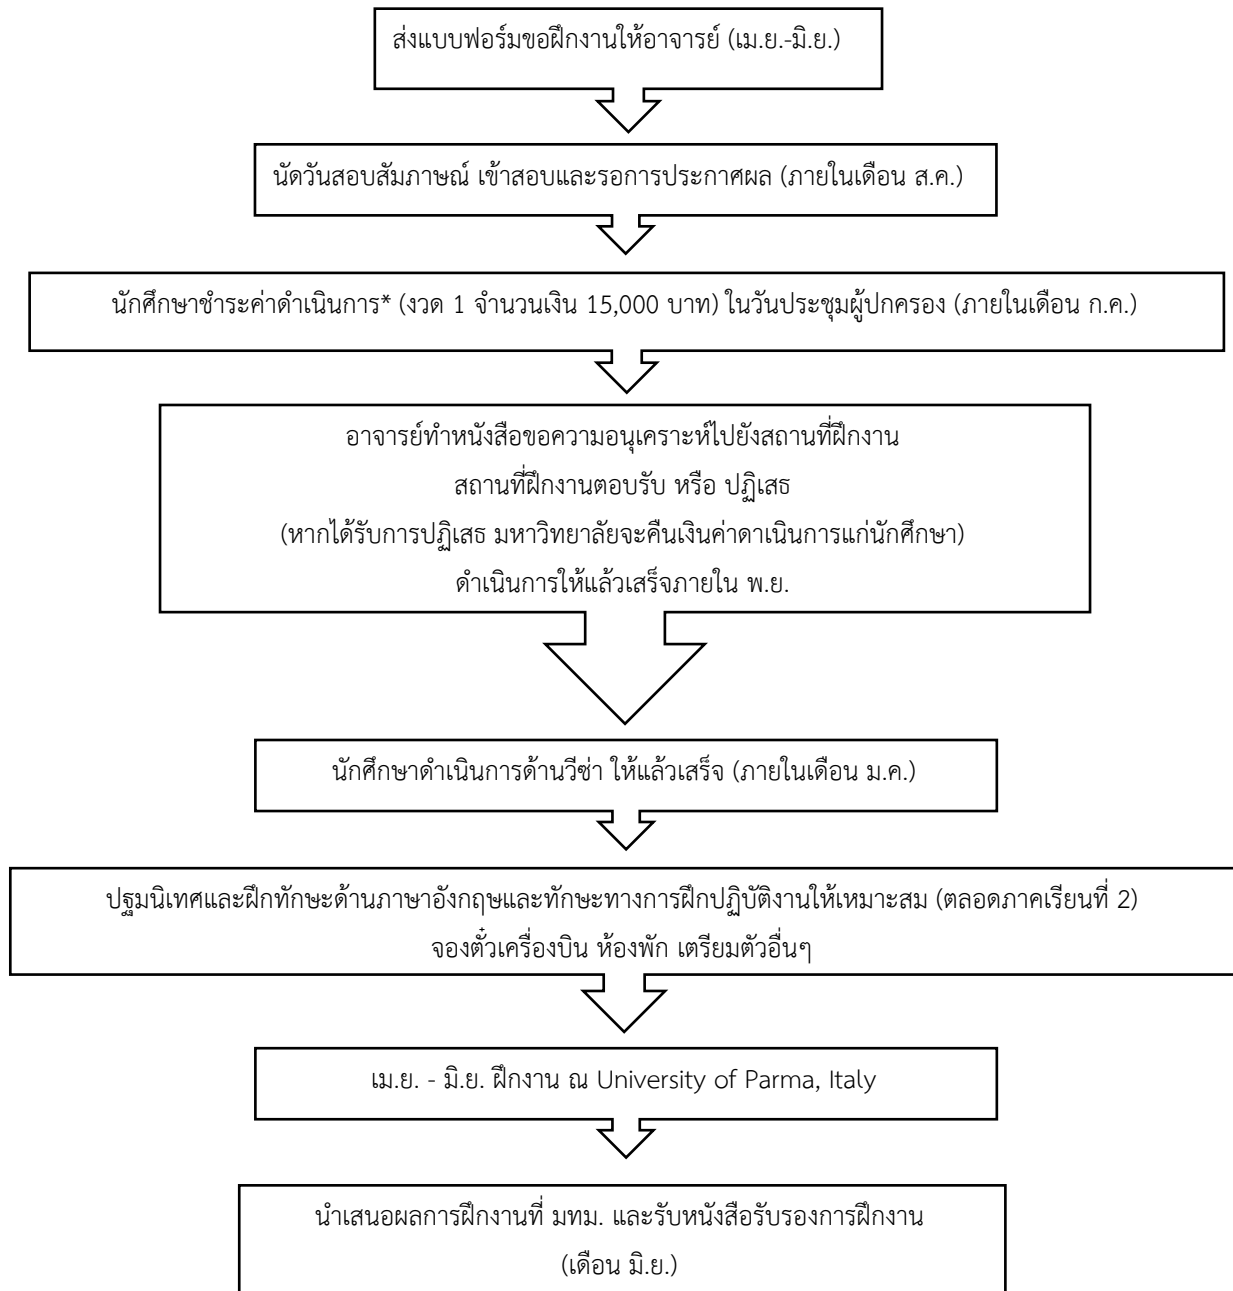 ส่งแบบฟอร์มขอฝึกงานให้อาจารย์ (เม.ย.-มิ.ย.)
นัดวันสอบสัมภาษณ์ เข้าสอบและรอการประกาศผล (ภายในเดือน ส.ค.)
นักศึกษาชำระค่าดำเนินการ* (งวด 1 จำนวนเงิน 15,000 บาท) ในวันประชุมผู้ปกครอง (ภายในเดือน ก.ค.)
อาจารย์ทำหนังสือขอความอนุเคราะห์ไปยังสถานที่ฝึกงาน
สถานที่ฝึกงานตอบรับ หรือ ปฏิเสธ
(หากได้รับการปฏิเสธ มหาวิทยาลัยจะคืนเงินค่าดาเนินการแก่นักศึกษา)
ดำเนินการให้แล้วเสร็จภายใน พ.ย.
นักศึกษาดำเนินการด้านวีซ่า ให้แล้วเสร็จ (ภายในเดือน ม.ค.)
ปฐมนิเทศและฝึกทักษะด้านภาษาอังกฤษและทักษะทางการฝึกปฏิบัติงานให้เหมาะสม (ตลอดภาคเรียนที่ 2)
จองตั๋วเครื่องบิน ห้องพัก เตรียมตัวอื่นๆ
เม.ย. - มิ.ย. ฝึกงาน ณ University of Parma, Italy
นำเสนอผลการฝึกงานที่ มทม. และรับหนังสือรับรองการฝึกงาน
(เดือน มิ.ย.)